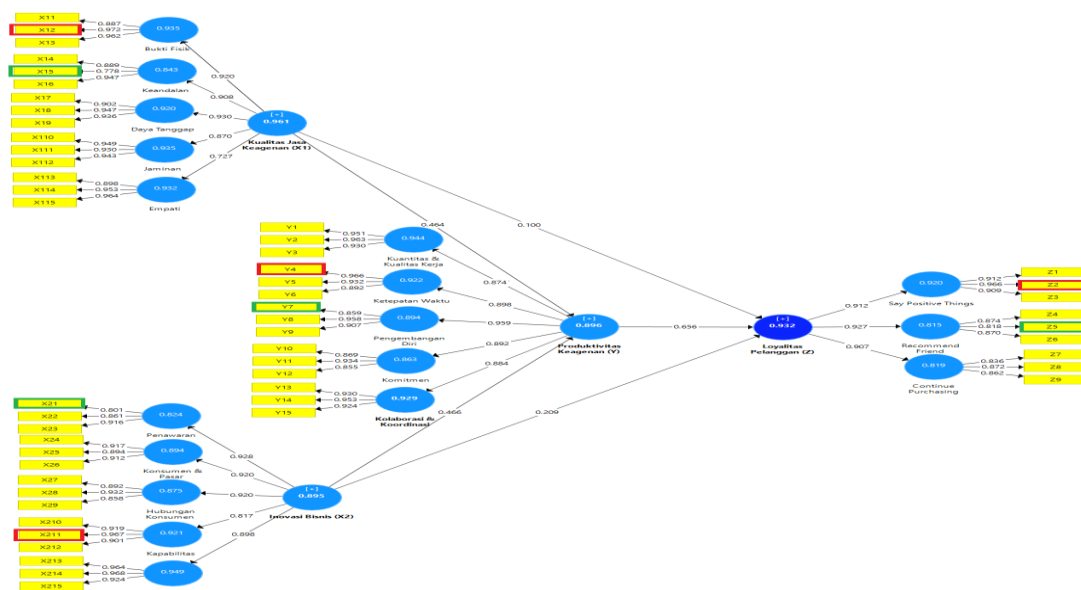 X11
X12
X13
0.887
0.972
0.962
0.935
Bukti Fisik
X14
X15
X16
0.889
0.778
0.947
0.843
Keandalan
X17
X18
X19
0.902
0.947
0.936
0.920
Daya Tanggap
X110
X111
X112
0.949
0.930
0.943
0.935
Jaminan
X113
X114
X115
0.898
0.953
0.964
0.932
Empati
0.920
0.908
0.930
0.870
0.727
[+]
0.961
Kualitas Jasa
Keagenan (X1)
0.464
0.100
Y1
Y2
Y3
0.951
0.963
0.930
0.944
Kuantitas &
Kualitas Kerja
Y4
Y5
Y6
0.966
0.892
0.922
Ketepatan Waktu
Y7
Y8
Y9
0.859
0.958
0.907
0.894
Pengembangan
Diri
Y10
Y11
Y12
0.869
0.934
0.855
0.863
Komitmen
Y13
Y14
Y15
0.930
0.953
0.924
0.929
Kolaborasi &
Koordinasi
0.874
0.898
0.959
0.892
0.884
[+]
0.896
Produktivitas
Keagenan (Y)
0.656
[+]
0.932
Loyalitas
Pelanggan (Z)
0.912
0.927
0.907
0.920
Say Positive Things
0.912
0.966
0.909
Z1
Z2
Z3
0.815
Recommend
Friend
0.874
0.818
0.870
Z4
Z5
Z6
0.819
Continue
Purchasing
0.836
0.872
0.862
Z7
Z8
Z9
X21
X22
X23
0.801
0.861
0.916
0.824
Penawaran
X24
X25
X26
0.917
0.894
0.912
0.894
Konsumen &
Pasar
X27
X28
X29
0.892
0.932
0.858
0.875
Hubungan
Konsumen
X210
X211
X212
0.919
0.967
0.901
0.921
Kapabilitas
X213
X214
X215
0.964
0.968
0.924
0.949
0.928
0.920
0.920
0.817
0.898
[+]
0.895
Inovasi Bisnis (X2)
0.466
0.209